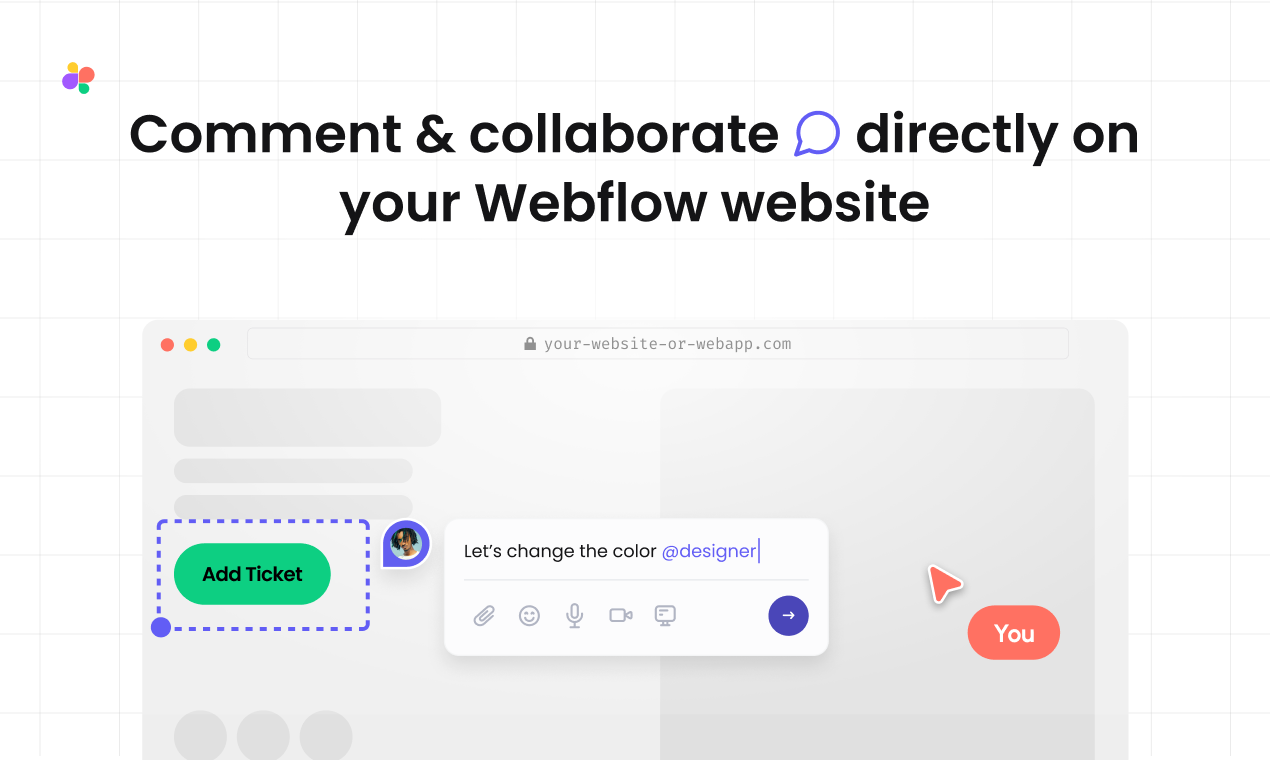 Comment & collaborate directly on
your Webflow website
your-website-or-webapp.com
Let’s change the color @designer
Add Ticket
You